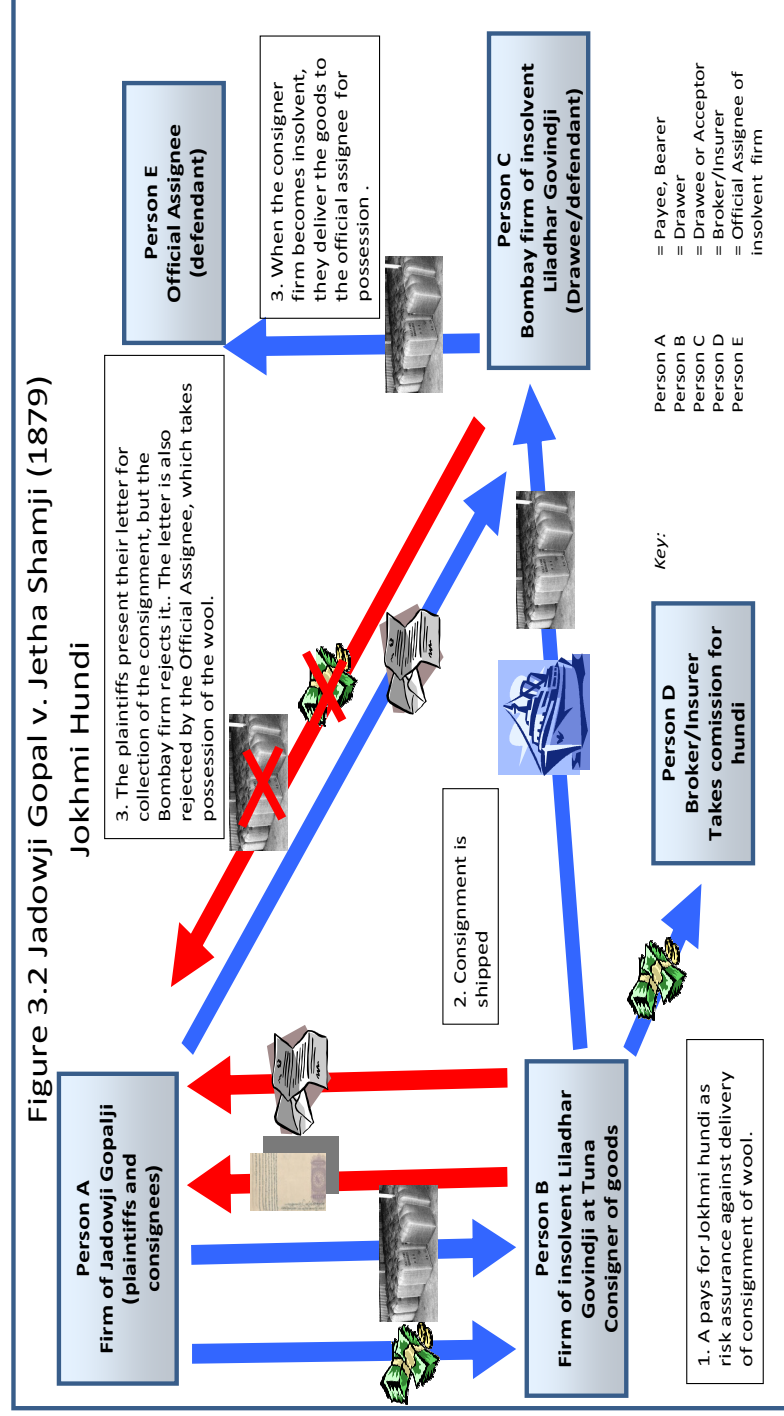 Figure 3.2 Jadowji Gopal v. Jetha Shamji (1879)
Jokhmi Hundi
Person A
Firm of Jadowji Gopalji
(plaintiffs and
consignees)
3. The plaintiffs present their letter for
collection of the consignment, but the
Bombay firm rejects it.. The letter is also
rejected by the Official Assignee, which takes
possession of the wool.
Person E
Official Assignee
(defendant)
3. When the consigner
firm becomes insolvent,
they deliver the goods to
the official assignee for
possession .
2. Consignment is
shipped
Person B
Firm of insolvent Liladhar
Govindji at Tuna
Consigner of goods
Person C
Bombay firm of insolvent
Liladhar Govindji
(Drawee/defendant)
1. A pays for Jokhmi hundi as
risk assurance against delivery
of consignment of wool.
Person D
Broker/Insurer
Takes comission for
hundi
Key:
Person A = Payee, Bearer
Person B = Drawer
Person C = Drawee or Acceptor
Person D = Broker/Insurer
Person E = Official Assignee of
insolvent firm